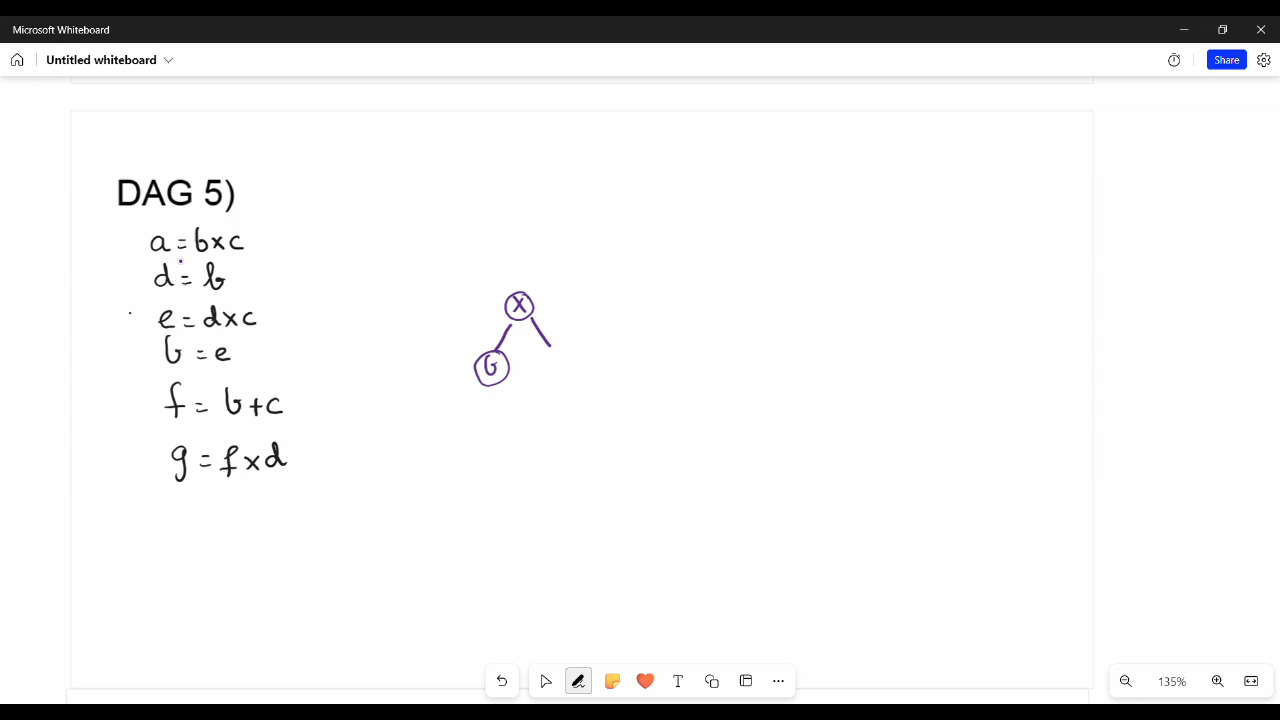 Microsoft Whiteboard
Untitled whiteboard
Share
DAG 5)
a = b x c
d = b
e = d x c
b = e
f = b + c
g = f x d
X
b
T
135%